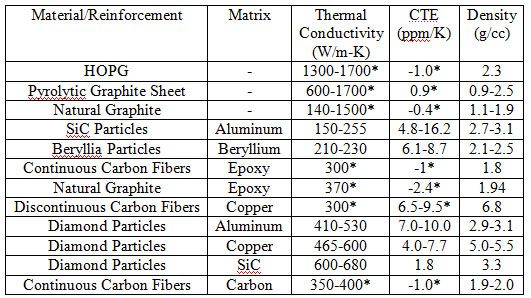 Material/Reinforcement Matrix Thermal Conductivity (W/m-K) CTE (ppm/K) Density (g/cc)
HOPG - 1300-1700* -1.0* 2.3
Pyrolytic Graphite Sheet - 600-1700* 0.9* 0.9-2.5
Natural Graphite - 140-1500* -0.4* 1.1-1.9
SiC Particles Aluminum 150-255 4.8-16.2 2.7-3.1
Beryllia Particles Beryllium 210-230 6.1-8.7 2.1-2.5
Continuous Carbon Fibers Epoxy 300* -1* 1.8
Natural Graphite Epoxy 370* -2.4* 1.94
Discontinuous Carbon Fibers Copper 300* 6.5-9.5* 6.8
Diamond Particles Aluminum 410-530 7.0-10.0 2.9-3.1
Diamond Particles Copper 465-600 4.0-7.7 5.0-5.5
Diamond Particles SiC 600-680 1.8 3.3
Continuous Carbon Fibers Carbon 350-400* -1.0* 1.9-2.0